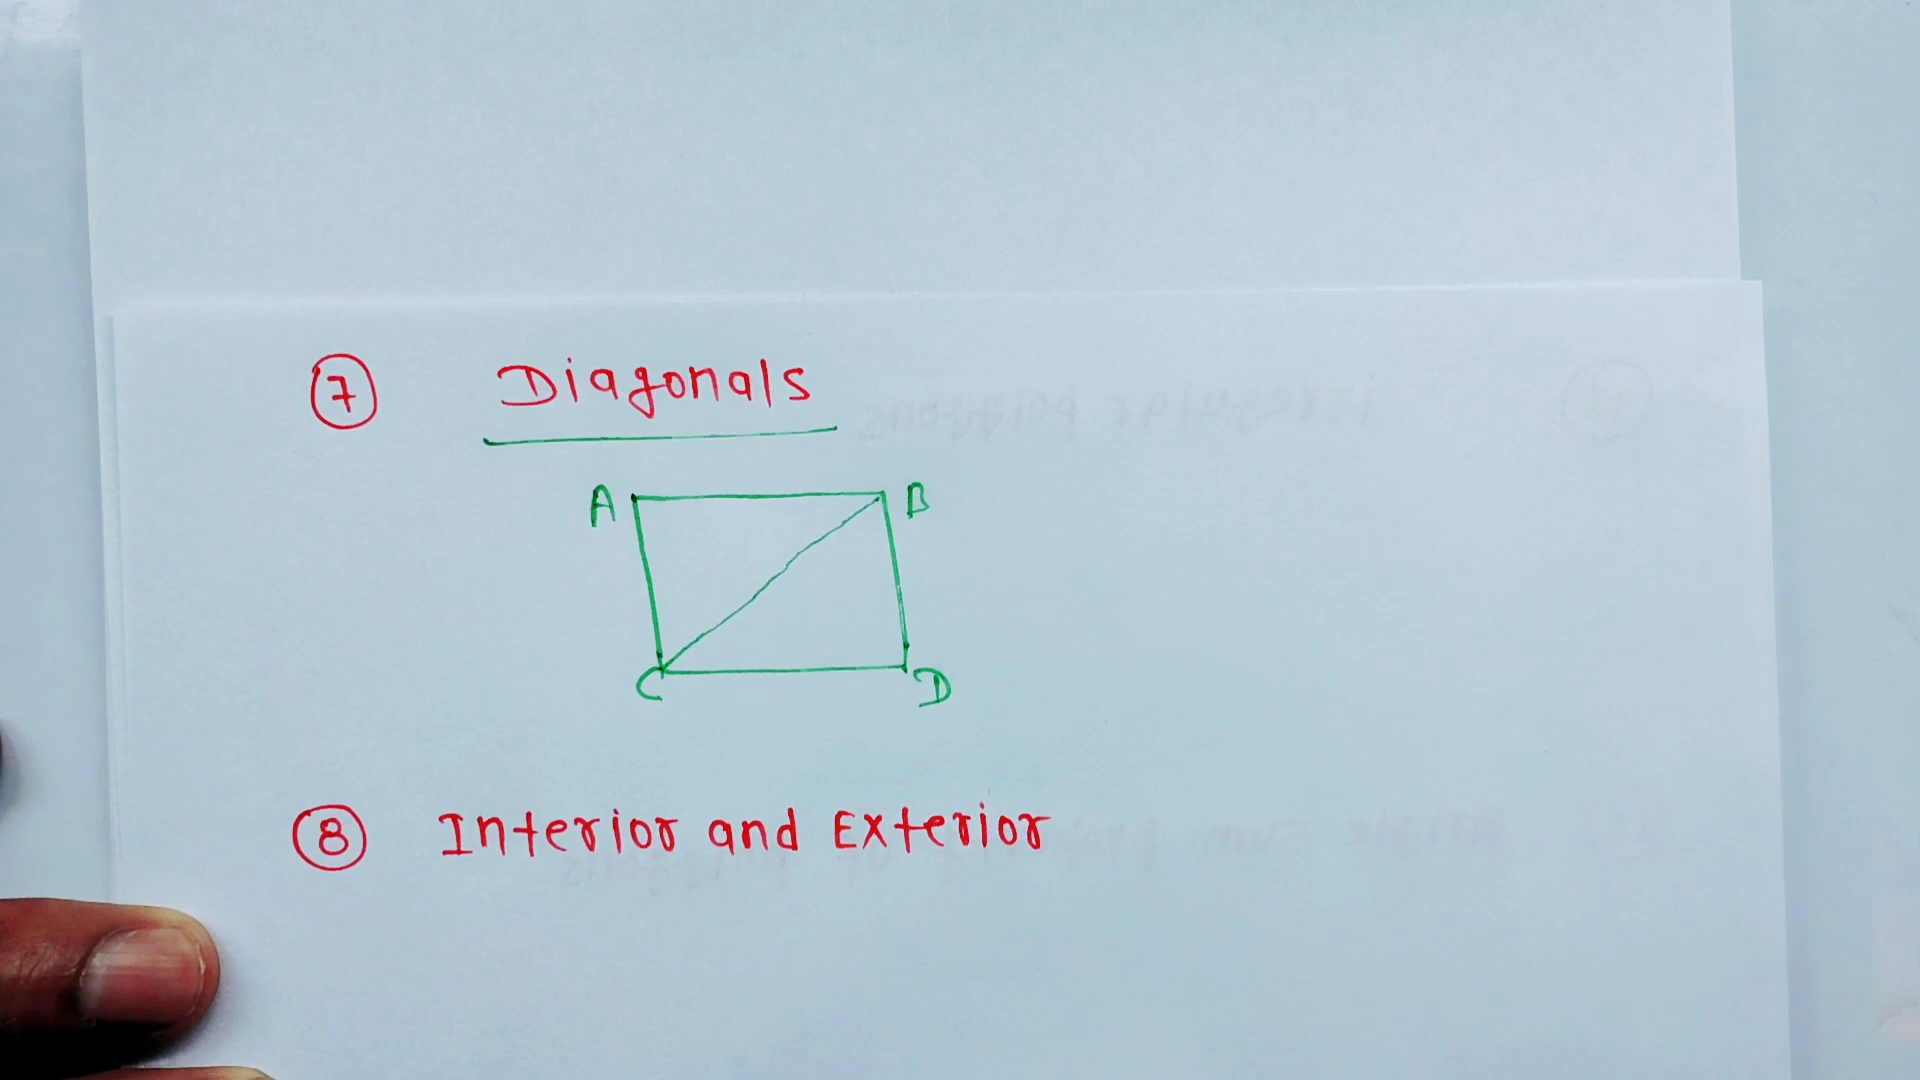 7 Diagonals
A B
C D
8 Interior and Exterior